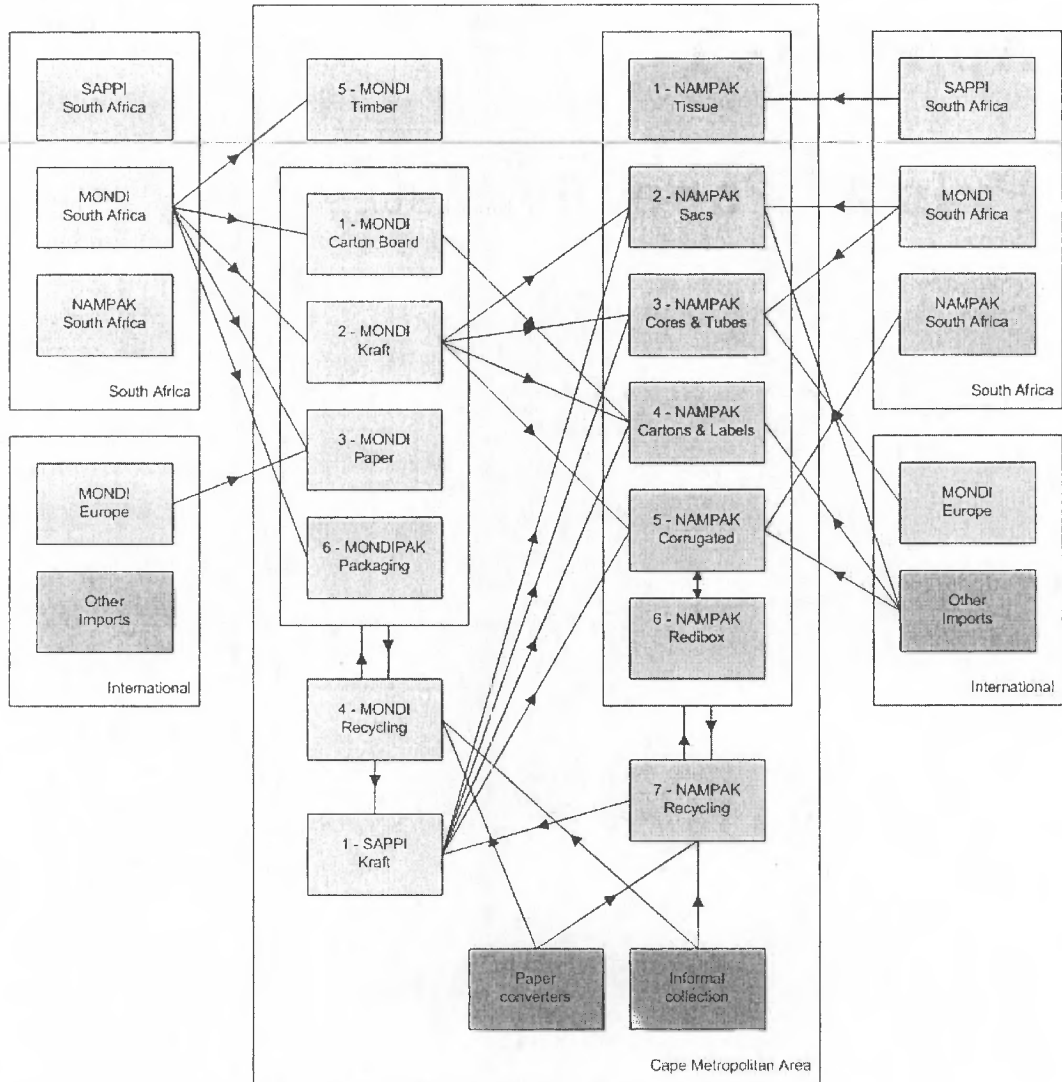 SAPPI
South Africa
MONDI
South Africa
NAMPAK
South Africa
South Africa
MONDI
Europe
Other
Imports
International
5 - MONDI
Timber
1 - MONDI
Carton Board
2 - MONDI
Kraft
3 - MONDI
Paper
6 - MONDIPAK
Packaging
4 - MONDI
Recycling
1 - SAPPI
Kraft
1 - NAMPAK
Tissue
2 - NAMPAK
Sacs
3 - NAMPAK
Cores & Tubes
4 - NAMPAK
Cartons & Labels
5 - NAMPAK
Corrugated
6 - NAMPAK
Redibox
7 - NAMPAK
Recycling
Paper
converters
Informal
collection
Cape Metropolitan Area
SAPPI
South Africa
MONDI
South Africa
NAMPAK
South Africa
South Africa
MONDI
Europe
Other
Imports
International